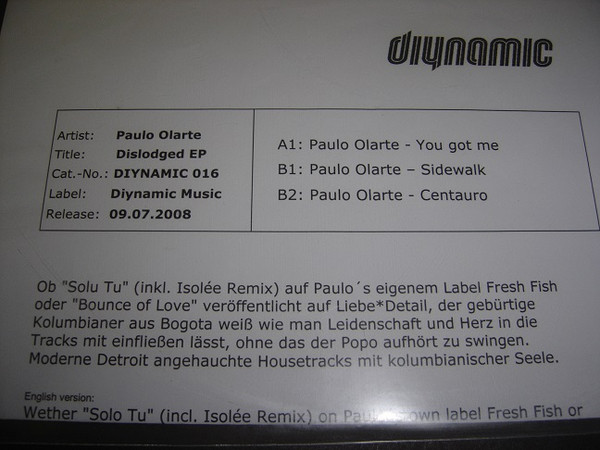 diynamic
Artist: Paulo Olarte
Title: Dislodged EP
Cat.-No.: DIYNAMIC 016
Label: Diynamic Music
Release: 09.07.2008
A1: Paulo Olarte - You got me
B1: Paulo Olarte – Sidewalk
B2: Paulo Olarte - Centauro
Ob "Solu Tu" (inkl. Isolée Remix) auf Paulo´s eigenem Label Fresh Fish
oder "Bounce of Love" veröffentlicht auf Liebe*Detail, der gebürtige
Kolumbianer aus Bogota weiß wie man Leidenschaft und Herz in die
Tracks mit einfließen lässt, ohne das der Popo aufhört zu swingen.
Moderne Detroit angehauchte Housetracks mit kolumbianischer Seele.
English version:
Wether "Solo Tu" (incl. Isolée Remix) on own label Fresh Fish or